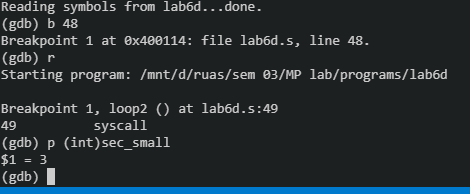 Reading symbols from lab6d...done.
(gdb) b 48
Breakpoint 1 at 0x400114: file lab6d.s, line 48.
(gdb) r
Starting program: /mnt/d/ruas/sem 03/MP lab/programs/lab6d

Breakpoint 1, loop2 () at lab6d.s:49
49              syscall
(gdb) p (int)sec_small
$1 = 3
(gdb)